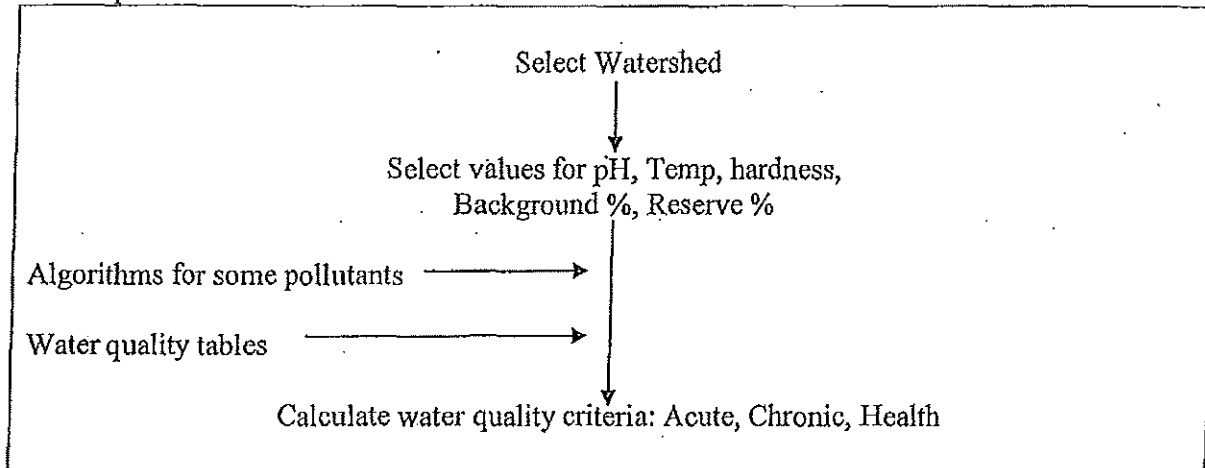 Select Watershed
Select values for pH, Temp, hardness,
Background %, Reserve %
Algorithms for some pollutants
Water quality tables
Calculate water quality criteria: Acute, Chronic, Health